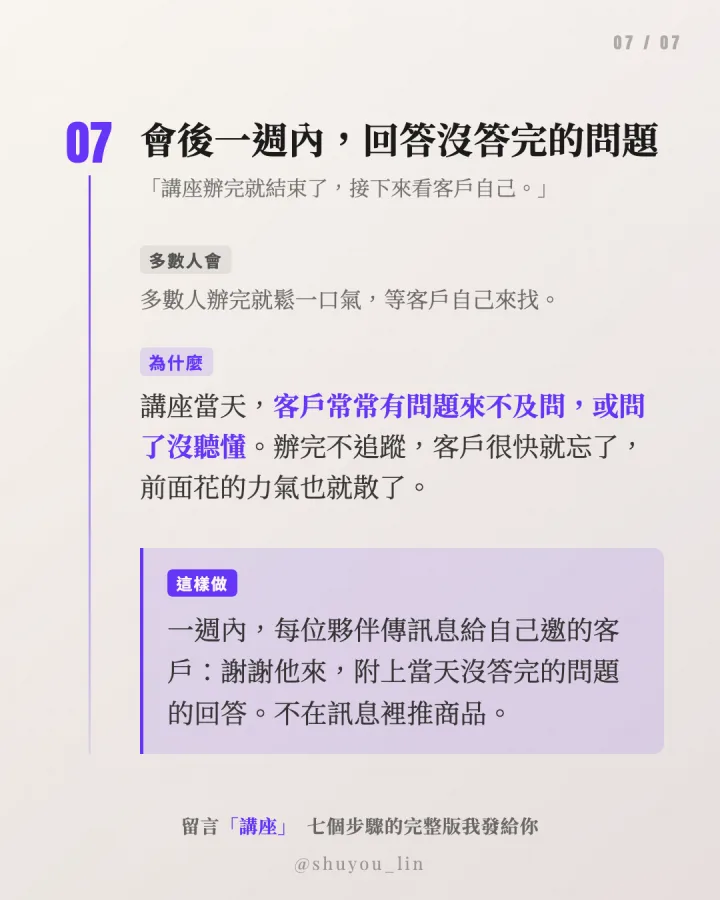 07 / 07
07 會後一週內，回答沒答完的問題
「講座辦完就結束了，接下來看客戶自己。」
多數人會
多數人辦完就鬆一口氣，等客戶自己來找。
為什麼
講座當天，客戶常常有問題來不及問，或問
了沒聽懂。辦完不追蹤，客戶很快就忘了，
前面花的力氣也就散了。
這樣做
一週內，每位夥伴傳訊息給自己邀的客
戶：謝謝他來，附上當天沒答完的問題
的回答。不在訊息裡推商品。
留言「講座」 七個步驟的完整版我發給你
@shuyou_lin